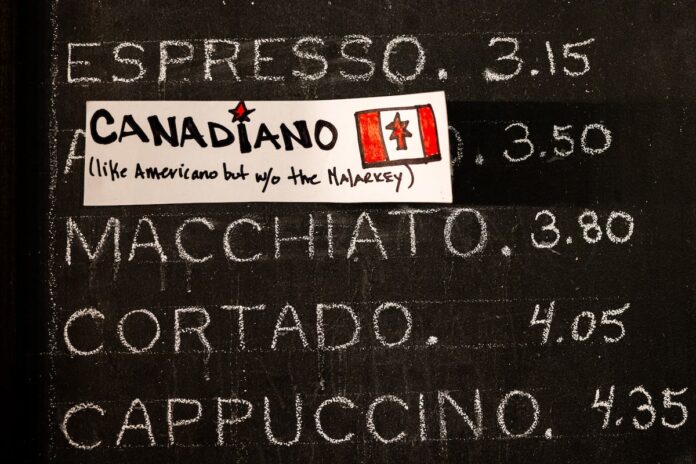 ESPRESSO. 3.15
CANADIANO
(like Americano but w/o the MALARKEY)
3.50
MACCHIATO. 3.80
CORTADO. 4.05
CAPPUCCINO. 4.35